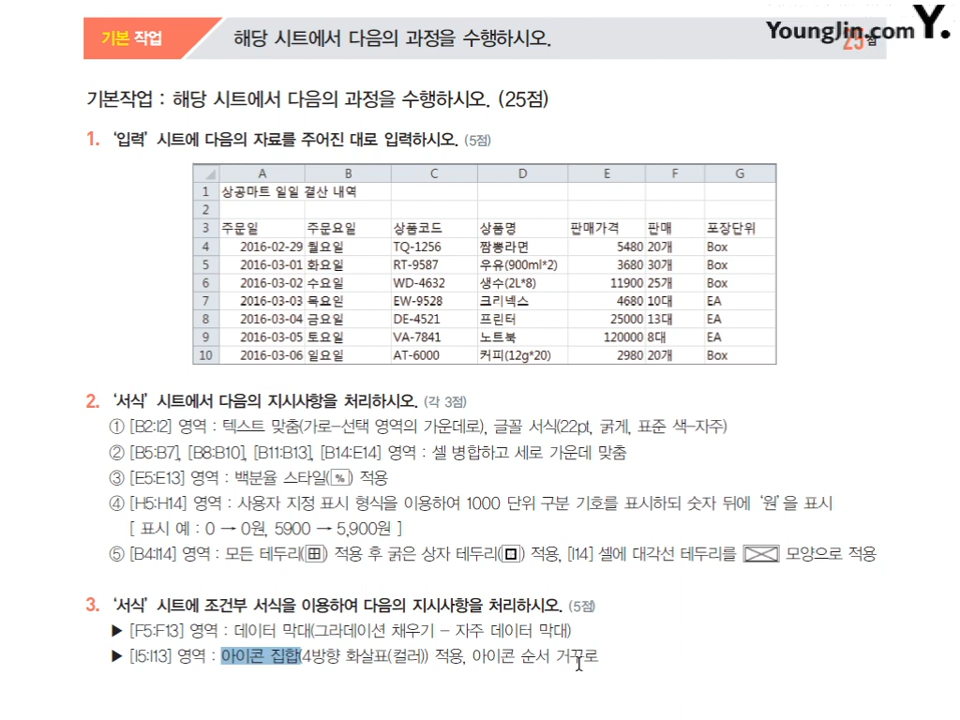 기본 작업 해당 시트에서 다음의 과정을 수행하시오. 25점
YoungJin.com Y.
기본작업 : 해당 시트에서 다음의 과정을 수행하시오. (25점)
1. ‘입력’ 시트에 다음의 자료를 주어진 대로 입력하시오. (5점)
A B C D E F G
1 상공마트 일일 결산 내역
2
3 주문일 주문요일 상품코드 상품명 판매가격 판매 포장단위
4 2016-02-29 월요일 TQ-1256 짬뽕라면 5480 20개 Box
5 2016-03-01 화요일 RT-9587 우유(900ml*2) 3680 30개 Box
6 2016-03-02 수요일 WD-4632 생수(2L*8) 11900 25개 Box
7 2016-03-03 목요일 EW-9528 크리넥스 4680 10대 EA
8 2016-03-04 금요일 DE-4521 프린터 25000 13대 EA
9 2016-03-05 토요일 VA-7841 노트북 120000 8대 EA
10 2016-03-06 일요일 AT-6000 커피(12g*20) 2980 20개 Box
2. ‘서식’ 시트에서 다음의 지시사항을 처리하시오. (각 3점)
① [B2:I2] 영역 : 텍스트 맞춤(가로-선택 영역의 가운데로), 글꼴 서식(22pt, 굵게, 표준 색-자주)
② [B5:B7], [B8:B10], [B11:B13], [B14:E14] 영역 : 셀 병합하고 세로 가운데 맞춤
③ [E5:E13] 영역 : 백분율 스타일(%) 적용
④ [H5:H14] 영역 : 사용자 지정 표시 형식을 이용하여 1000 단위 구분 기호를 표시하되 숫자 뒤에 ‘원’을 표시
[ 표시 예 : 0 → 0원, 5900 → 5,900원 ]
⑤ [B4:I14] 영역 : 모든 테두리(田) 적용 후 굵은 상자 테두리() 적용, [I14] 셀에 대각선 테두리를 모양으로 적용
3. ‘서식’ 시트에 조건부 서식을 이용하여 다음의 지시사항을 처리하시오. (5점)
▶ [F5:F13] 영역 : 데이터 막대(그라데이션 채우기 - 자주 데이터 막대)
▶ [I5:I13] 영역 : 아이콘 집합(4방향 화살표(컬러)) 적용, 아이콘 순서 거꾸로